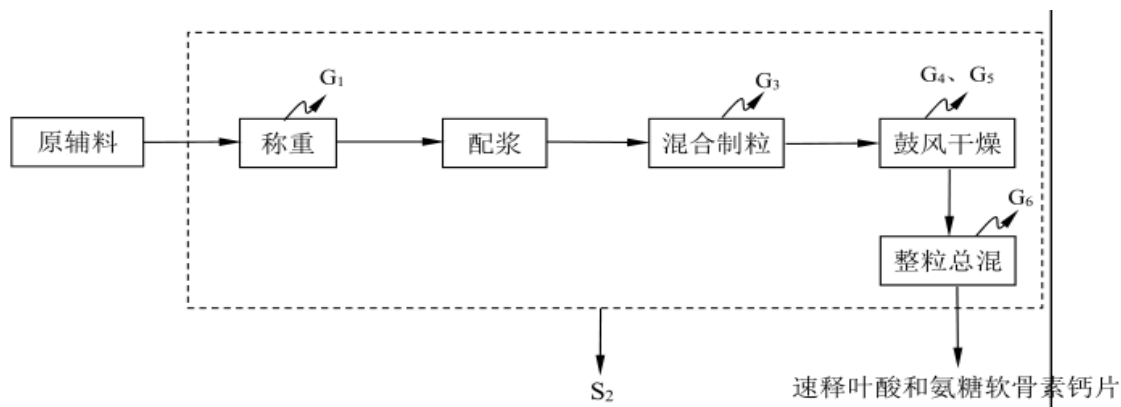 G₁
G₃
G₄、G₅
原辅料
称重
配浆
混合制粒
鼓风干燥
G₆
整粒总混
S₂
速释叶酸和氨糖软骨素钙片